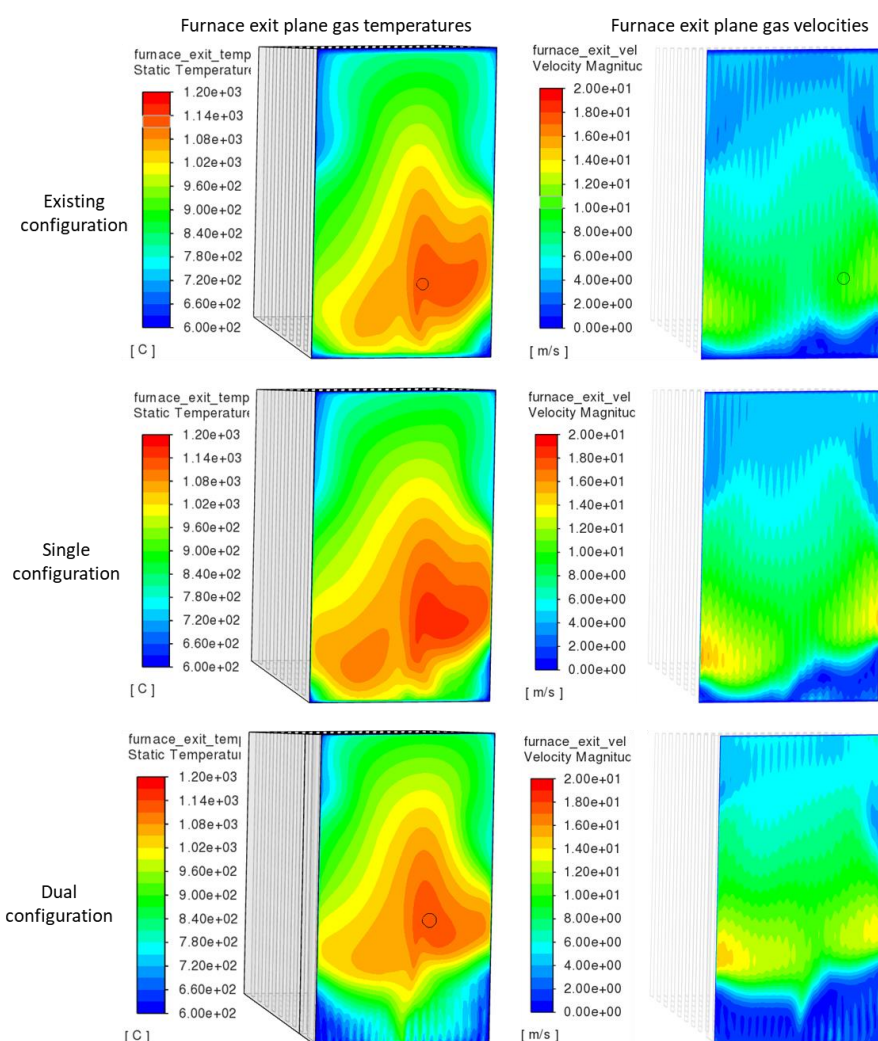 Furnace exit plane gas temperatures
Furnace exit plane gas velocities
Existing
configuration
furnace_exit_temp
Static Temperature
1.20e+03
1.14e+03
1.08e+03
1.02e+03
9.60e+02
9.00e+02
8.40e+02
7.80e+02
7.20e+02
6.60e+02
6.00e+02
[ C ]
furnace_exit_vel
Velocity Magnituc
2.00e+01
1.80e+01
1.60e+01
1.40e+01
1.20e+01
1.00e+01
8.00e+00
6.00e+00
4.00e+00
2.00e+00
0.00e+00
[ m/s ]
Single
configuration
furnace_exit_temp
Static Temperature
1.20e+03
1.14e+03
1.08e+03
1.02e+03
9.60e+02
9.00e+02
8.40e+02
7.80e+02
7.20e+02
6.60e+02
6.00e+02
[ C ]
furnace_exit_vel
Velocity Magnituc
2.00e+01
1.80e+01
1.60e+01
1.40e+01
1.20e+01
1.00e+01
8.00e+00
6.00e+00
4.00e+00
2.00e+00
0.00e+00
[ m/s ]
Dual
configuration
furnace_exit_tem
Static Temperatu
1.20e+03
1.14e+03
1.08e+03
1.02e+03
9.60e+02
9.00e+02
8.40e+02
7.80e+02
7.20e+02
6.60e+02
6.00e+02
[ C ]
furnace_exit_vel
Velocity Magnituc
2.00e+01
1.80e+01
1.60e+01
1.40e+01
1.20e+01
1.00e+01
8.00e+00
6.00e+00
4.00e+00
2.00e+00
0.00e+00
[ m/s ]